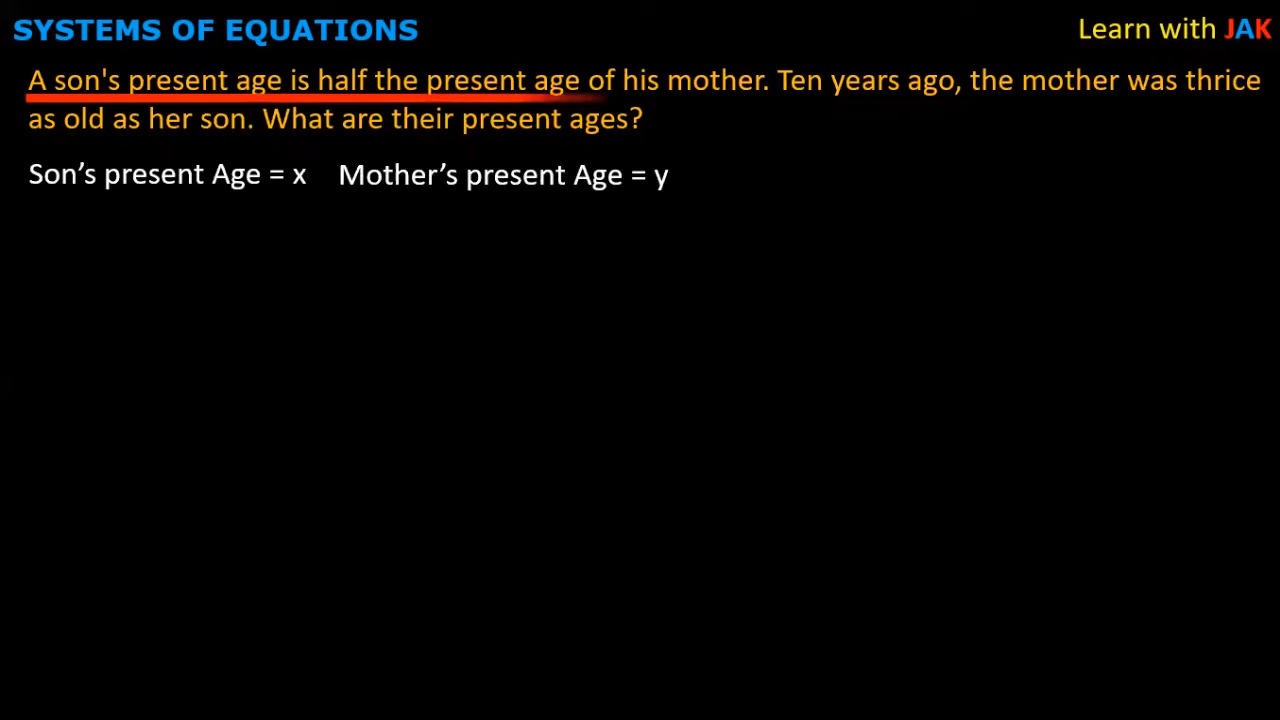 SYSTEMS OF EQUATIONS
Learn with JAK
A son's present age is half the present age of his mother. Ten years ago, the mother was thrice
as old as her son. What are their present ages?
Son’s present Age = x Mother’s present Age = y